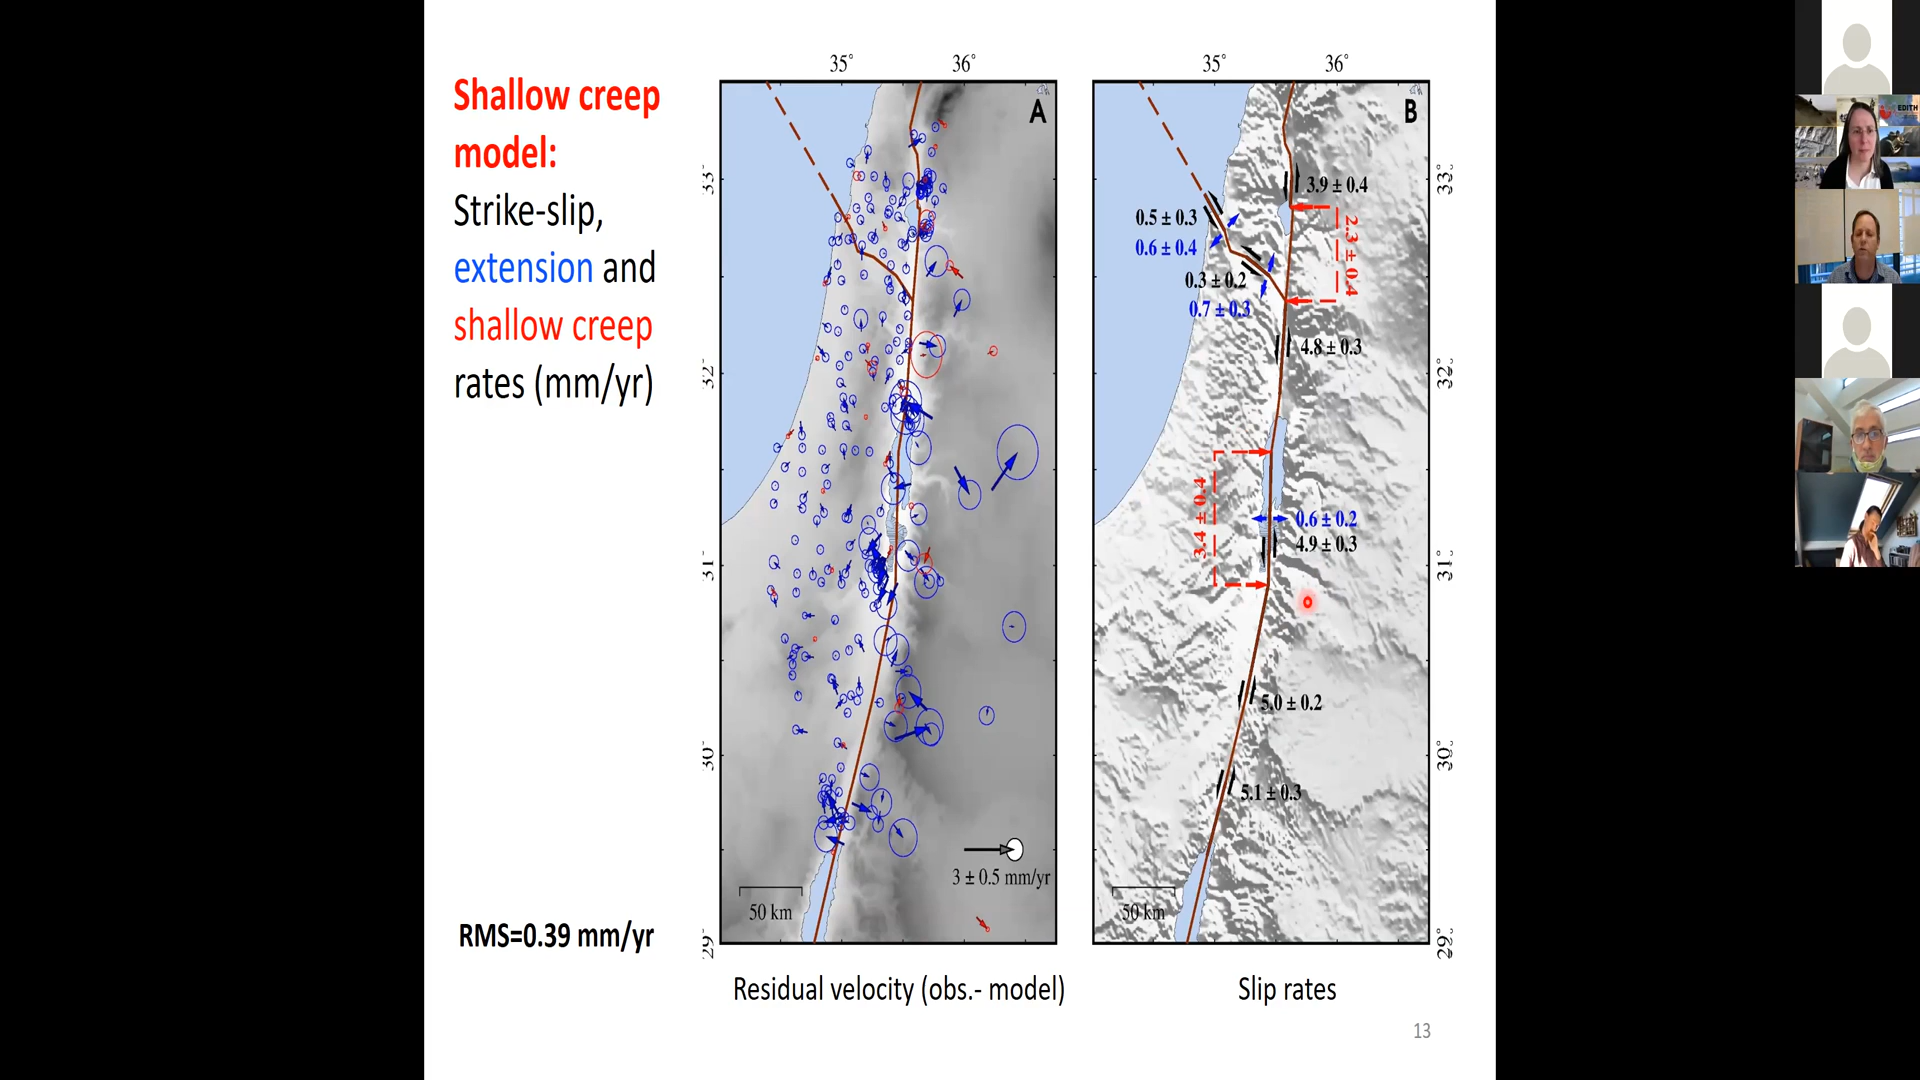 Shallow creep
model:
Strike-slip,
extension and
shallow creep
rates (mm/yr)
RMS=0.39 mm/yr
35° 36°
A
33°
32°
31°
30°
29°
3 ± 0.5 mm/yr
50 km
Residual velocity (obs.- model)
35° 36°
B
3.9 ± 0.4
0.5 ± 0.3
0.6 ± 0.4
2.3 ± 0.4
0.3 ± 0.2
0.7 ± 0.3
4.8 ± 0.3
3.4 ± 0.4
0.6 ± 0.2
4.9 ± 0.3
5.0 ± 0.2
5.1 ± 0.3
50 km
33°
32°
31°
30°
29°
Slip rates
13
EDITH